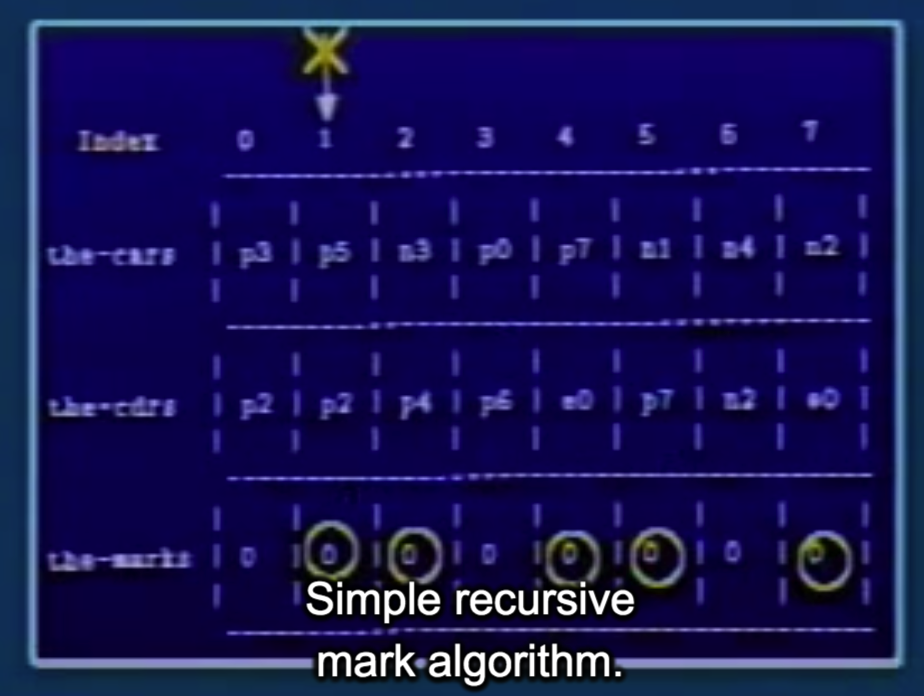 Index 0 1 2 3 4 5 6 7
the-cars | p3 | p5 | n3 | p0 | p7 | n1 | n4 | n2 |
the-cdrs | p2 | p2 | p4 | p6 | e0 | p7 | n2 | e0 |
the-marks | 0 | 0 | 0 | 0 | 0 | 0 | 0 | 0 |
Simple recursive
mark algorithm.